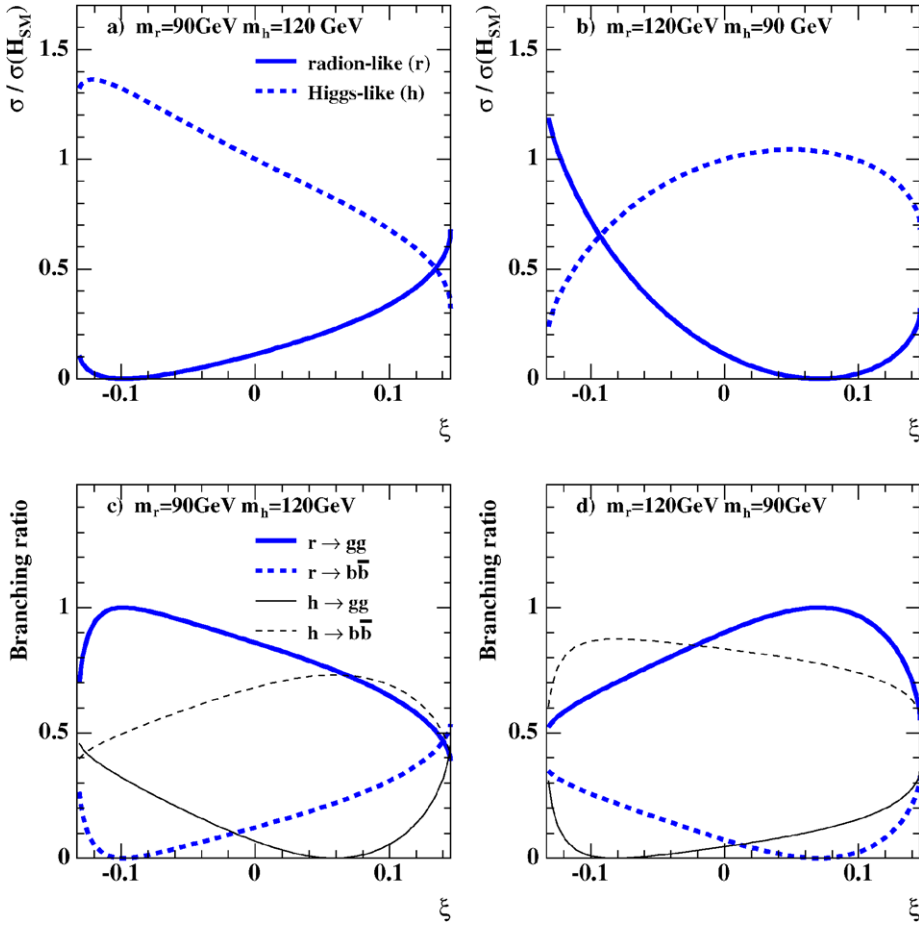 a) m_r=90GeV m_h=120 GeV
radion-like (r)
Higgs-like (h)
σ / σ(H_SM)
1.5
1
0.5
0
-0.1
0
0.1
ξ
b) m_r=120GeV m_h=90 GeV
σ / σ(H_SM)
1.5
1
0.5
0
-0.1
0
0.1
ξ
c) m_r=90GeV m_h=120GeV
r → gg
r → bb̄
h → gg
h → bb̄
Branching ratio
1
0.5
0
-0.1
0
0.1
ξ
d) m_r=120GeV m_h=90GeV
Branching ratio
1
0.5
0
-0.1
0
0.1
ξ